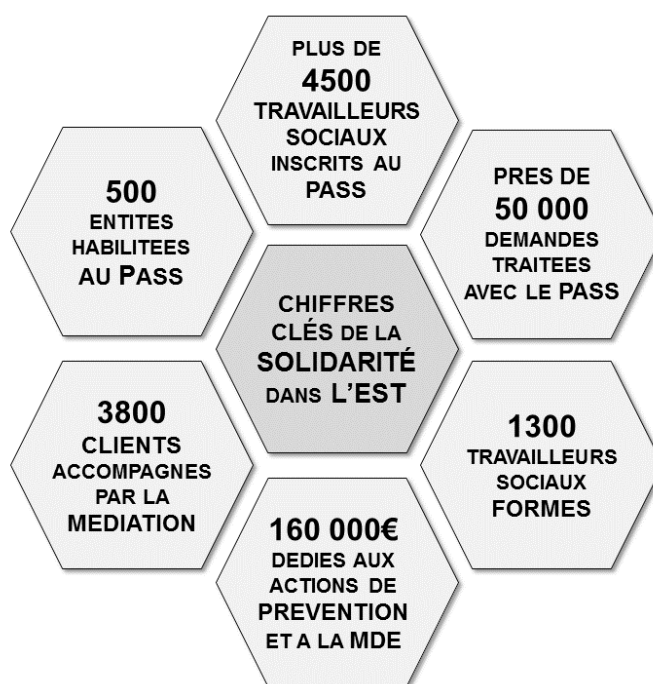 PLUS DE
4500
TRAVAILLEURS
SOCIAUX
INSCRITS AU
PASS
500
ENTITES
HABILITEES
AU PASS
PRES DE
50 000
DEMANDES
TRAITEES
AVEC LE PASS
CHIFFRES
CLÉS DE LA
SOLIDARITÉ
DANS L'EST
3800
CLIENTS
ACCOMPAGNES
PAR LA
MEDIATION
1300
TRAVAILLEURS
SOCIAUX
FORMES
160 000€
DEDIES AUX
ACTIONS DE
PREVENTION
ET A LA MDE